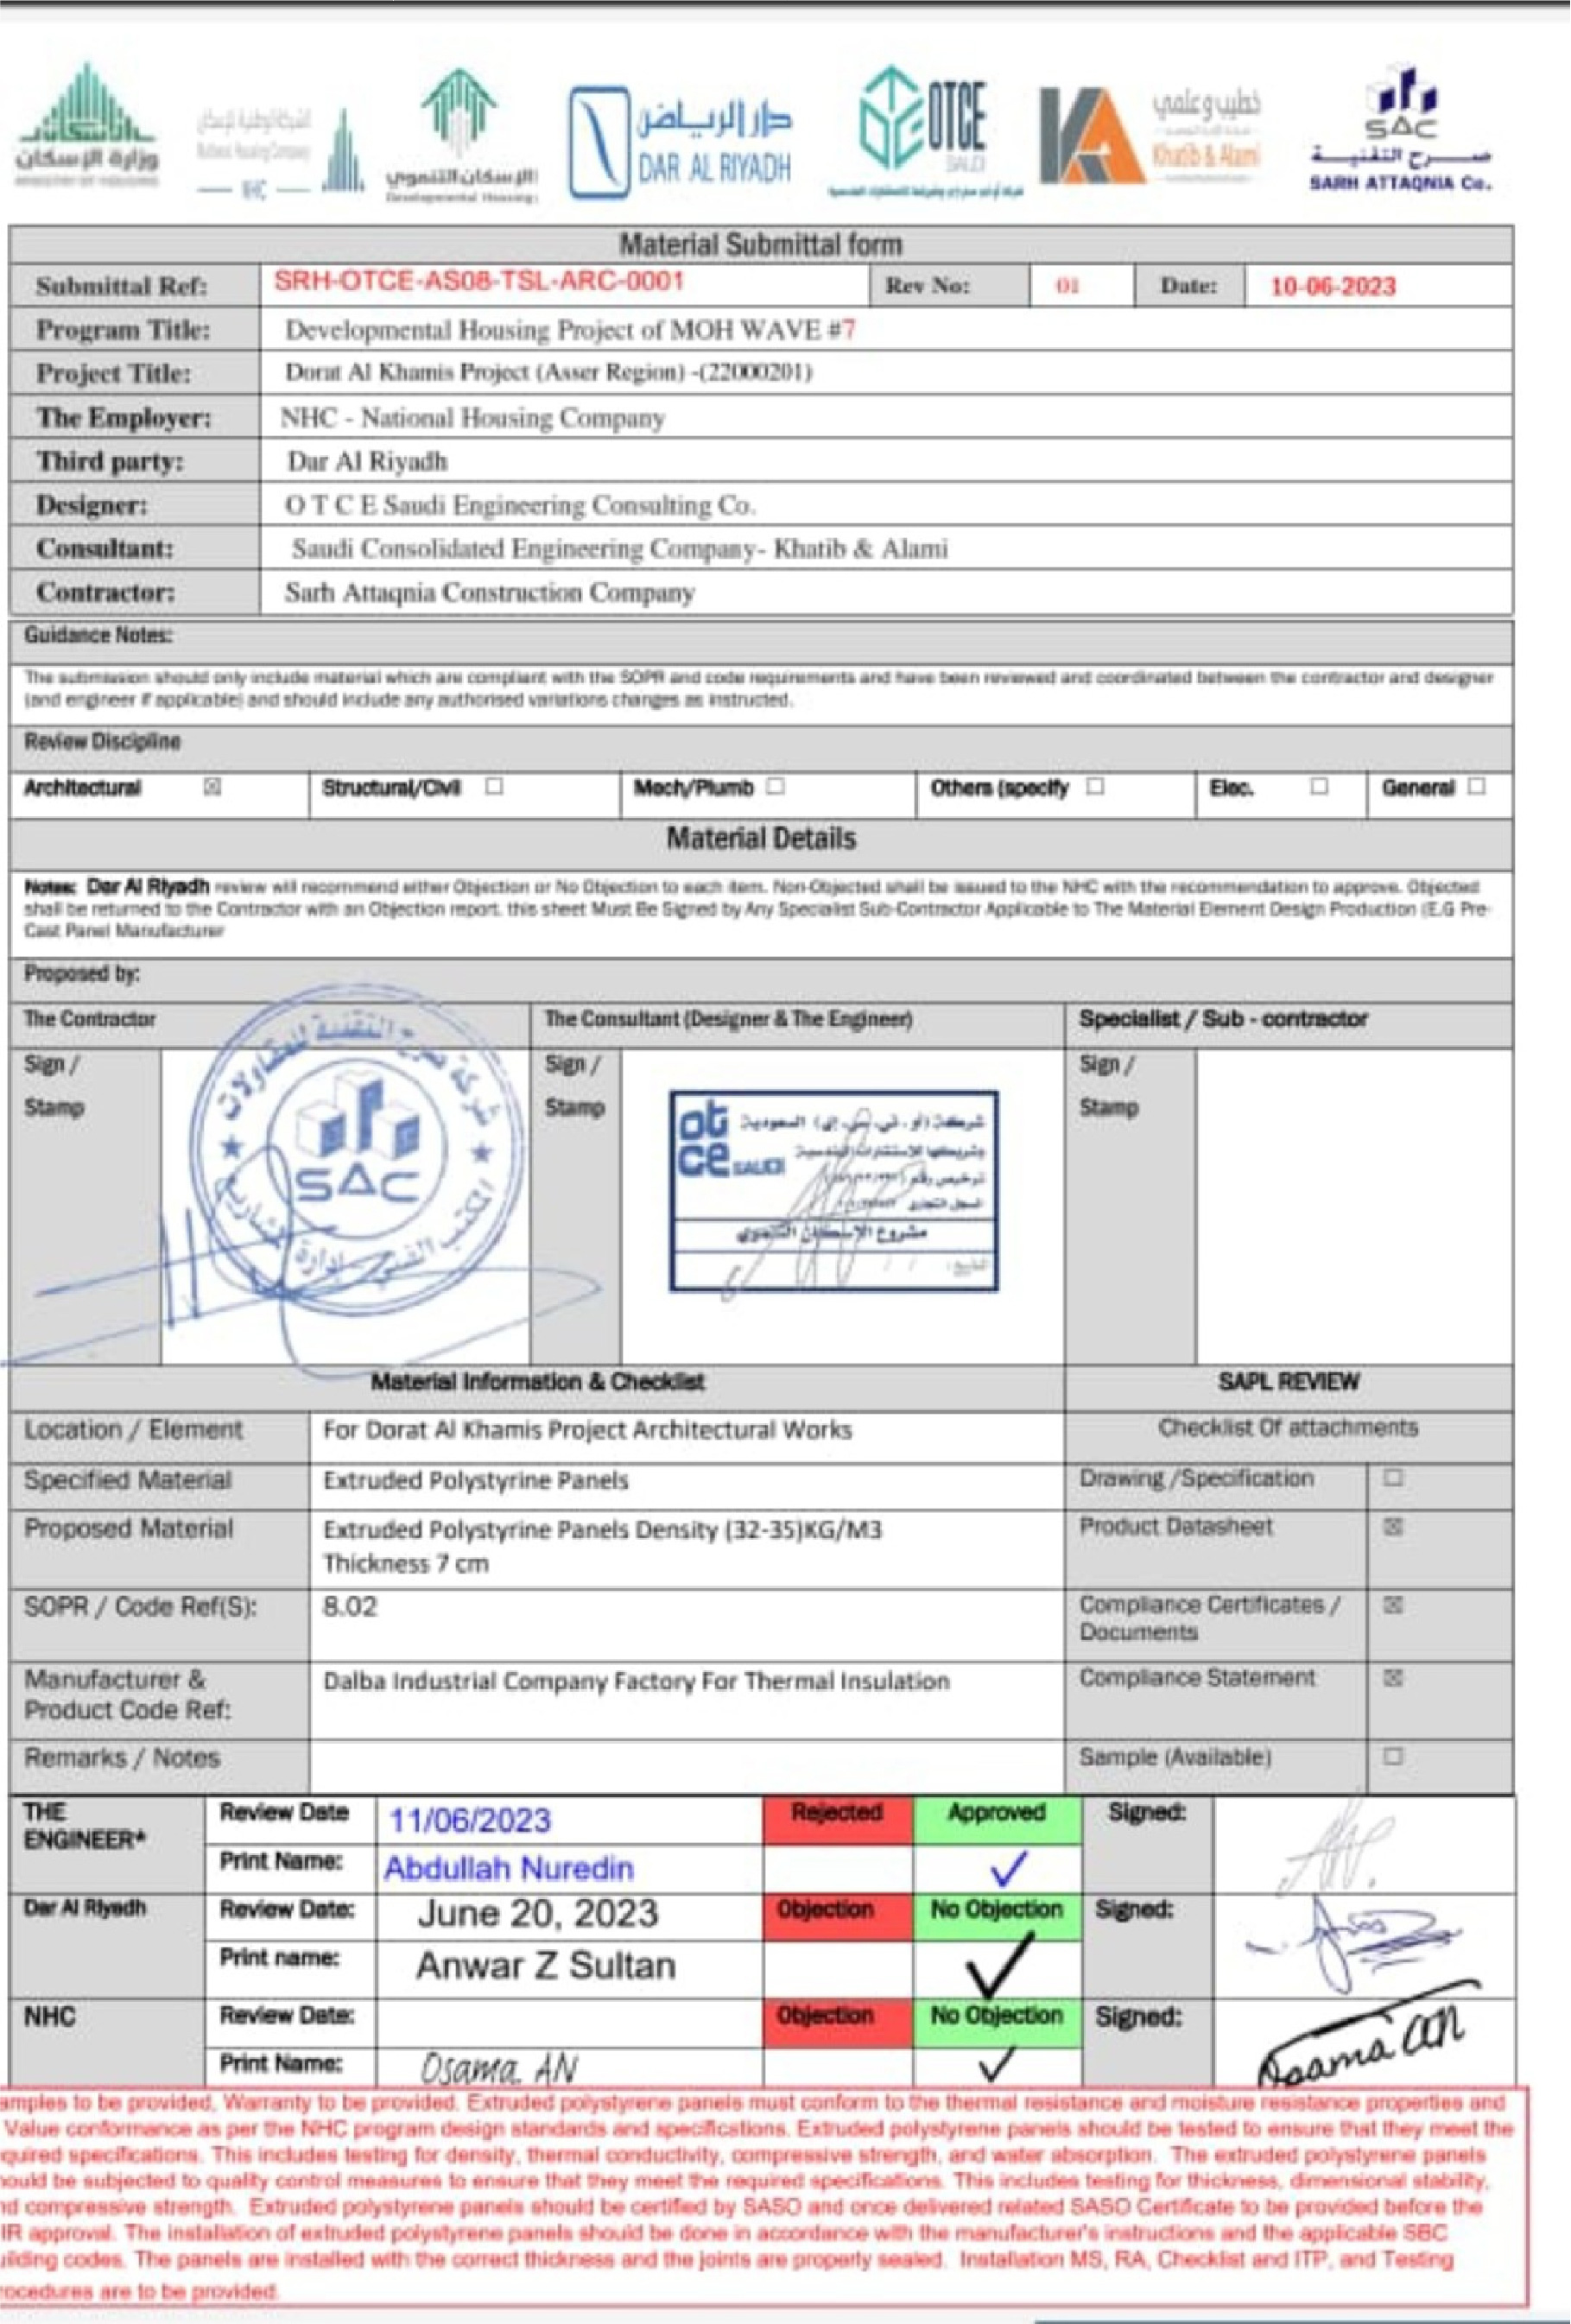 وزارة الإسكان
MINISTRY OF HOUSING
الشركة الوطنية للإسكان
National Housing Company
NHC
الإسكان التنموي
Developmental Housing
دار الرياض
DAR AL RIYADH
OTCE
SAUDI
خطيب و علمي
Khatib & Alami
SAC
صرح التقنية
SARH ATTAQNIA Co.
Material Submittal form
Submittal Ref: SRH-OTCE-AS08-TSL-ARC-0001 Rev No: 01 Date: 10-06-2023
Program Title: Developmental Housing Project of MOH WAVE #7
Project Title: Dorat Al Khamis Project (Asser Region) -(22000201)
The Employer: NHC - National Housing Company
Third party: Dar Al Riyadh
Designer: O T C E Saudi Engineering Consulting Co.
Consultant: Saudi Consolidated Engineering Company- Khatib & Alami
Contractor: Sarh Attaqnia Construction Company
Guidance Notes:
The submission should only include material which are compliant with the SOPR and code requirements and have been reviewed and coordinated between the contractor and designer
(and engineer if applicable) and should include any authorised variations changes as instructed.
Review Discipline
Architectural ☒ Structural/Civil ☐ Mech/Plumb ☐ Others (specify ☐ Elec. ☐ General ☐
Material Details
Notes: Dar Al Riyadh review will recommend either Objection or No Objection to each item. Non-Objected shall be issued to the NHC with the recommendation to approve. Objected
shall be returned to the Contractor with an Objection report. this sheet Must Be Signed by Any Specialist Sub-Contractor Applicable to The Material Element Design Production (E.G Pre-
Cast Panel Manufacturer
Proposed by:
The Contractor The Consultant (Designer & The Engineer) Specialist / Sub - contractor
Sign / Sign / Sign /
Stamp Stamp Stamp
شركة صرح التقنية للمقاولات
SAC
المكتب الفني - إدارة المشاريع
ot
ce SAUDI
شركة (أو . تي . سي . إي) السعودية
وشريكها للاستشارات الهندسية
ترخيص رقم
السجل التجاري
مشروع الإسكان التنموي
التاريخ: / /
Material Information & Checklist SAPL REVIEW
Location / Element For Dorat Al Khamis Project Architectural Works Checklist Of attachments
Specified Material Extruded Polystyrine Panels Drawing /Specification ☐
Proposed Material Extruded Polystyrine Panels Density (32-35)KG/M3 Product Datasheet ☒
Thickness 7 cm
SOPR / Code Ref(S): 8.02 Compliance Certificates / ☒
Documents
Manufacturer & Dalba Industrial Company Factory For Thermal Insulation Compliance Statement ☒
Product Code Ref:
Remarks / Notes Sample (Available) ☐
THE Review Date 11/06/2023 Rejected Approved Signed:
ENGINEER*
Print Name: Abdullah Nuredin ✓
Dar Al Riyadh Review Date: June 20, 2023 Objection No Objection Signed:
Print name: Anwar Z Sultan ✓
NHC Review Date: Objection No Objection Signed:
Print Name: Osama AN ✓ Osama AN
amples to be provided, Warranty to be provided. Extruded polystyrene panels must conform to the thermal resistance and moisture resistance properties and
Value conformance as per the NHC program design standards and specifications. Extruded polystyrene panels should be tested to ensure that they meet the
quired specifications. This includes testing for density, thermal conductivity, compressive strength, and water absorption. The extruded polystyrene panels
ould be subjected to quality control measures to ensure that they meet the required specifications. This includes testing for thickness, dimensional stability,
nd compressive strength. Extruded polystyrene panels should be certified by SASO and once delivered related SASO Certificate to be provided before the
IR approval. The installation of extruded polystyrene panels should be done in accordance with the manufacturer's instructions and the applicable SBC
uilding codes. The panels are installed with the correct thickness and the joints are properly sealed. Installation MS, RA, Checklist and ITP, and Testing
rocedures are to be provided.